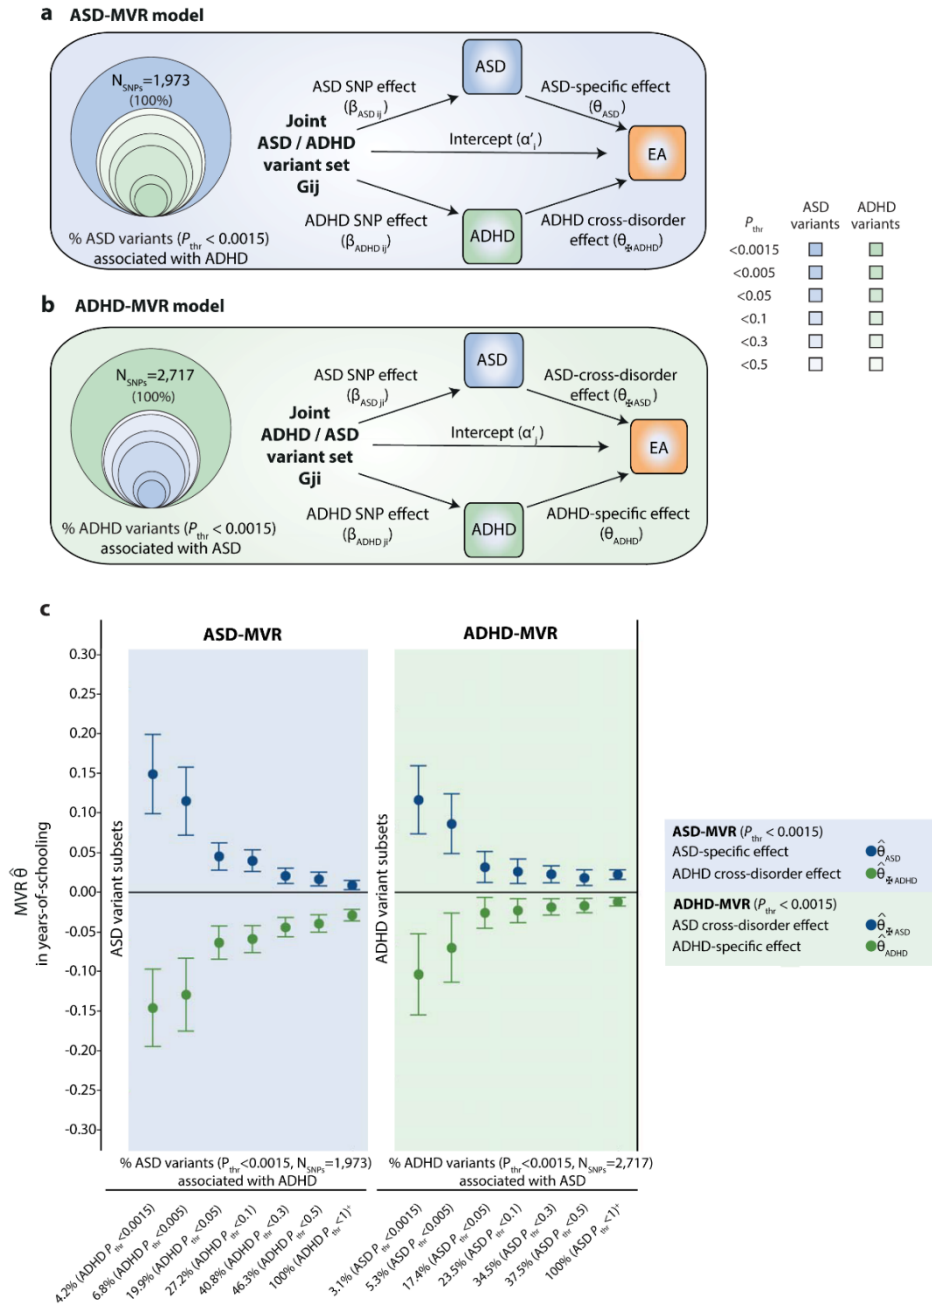 a ASD-MVR model
N_SNPs=1,973
(100%)
% ASD variants (P_thr < 0.0015)
associated with ADHD
Joint
ASD / ADHD
variant set
Gij
ASD SNP effect
(β_ASD ij)
ASD
ASD-specific effect
(θ_ASD)
Intercept (α'_i)
EA
ADHD SNP effect
(β_ADHD ij)
ADHD
ADHD cross-disorder
effect (θ_✠ADHD)
P_thr
ASD variants
ADHD variants
<0.0015
<0.005
<0.05
<0.1
<0.3
<0.5
b ADHD-MVR model
N_SNPs=2,717
(100%)
% ADHD variants (P_thr < 0.0015)
associated with ASD
Joint
ADHD / ASD
variant set
Gji
ASD SNP effect
(β_ASD ji)
ASD
ASD-cross-disorder
effect (θ_✠ASD)
Intercept (α'_j)
EA
ADHD SNP effect
(β_ADHD ji)
ADHD
ADHD-specific effect
(θ_ADHD)
c
ASD-MVR
ADHD-MVR
MVR θ̂
in years-of-schooling
0.30
0.25
0.20
0.15
0.10
0.05
0.00
-0.05
-0.10
-0.15
-0.20
-0.25
-0.30
ASD variant subsets
ADHD variant subsets
% ASD variants (P_thr<0.0015, N_SNPs=1,973)
associated with ADHD
4.2% (ADHD P_thr<0.0015)
6.8% (ADHD P_thr<0.005)
19.9% (ADHD P_thr<0.05)
27.2% (ADHD P_thr<0.1)
40.8% (ADHD P_thr<0.3)
46.3% (ADHD P_thr<0.5)
100% (ADHD P_thr<1)
% ADHD variants (P_thr<0.0015, N_SNPs=2,717)
associated with ASD
3.1% (ASD P_thr<0.0015)
5.3% (ASD P_thr<0.005)
17.4% (ASD P_thr<0.05)
23.5% (ASD P_thr<0.1)
34.5% (ASD P_thr<0.3)
37.5% (ASD P_thr<0.5)
100% (ASD P_thr<1)
ASD-MVR (P_thr < 0.0015)
ASD-specific effect θ̂_ASD
ADHD cross-disorder effect θ̂_✠ADHD
ADHD-MVR (P_thr < 0.0015)
ASD cross-disorder effect θ̂_✠ASD
ADHD-specific effect θ̂_ADHD